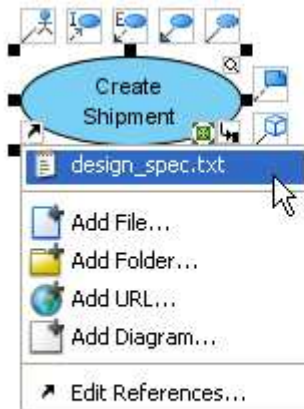 I
E
Create
Shipment
design_spec.txt
Add File...
Add Folder...
Add URL...
Add Diagram...
Edit References...